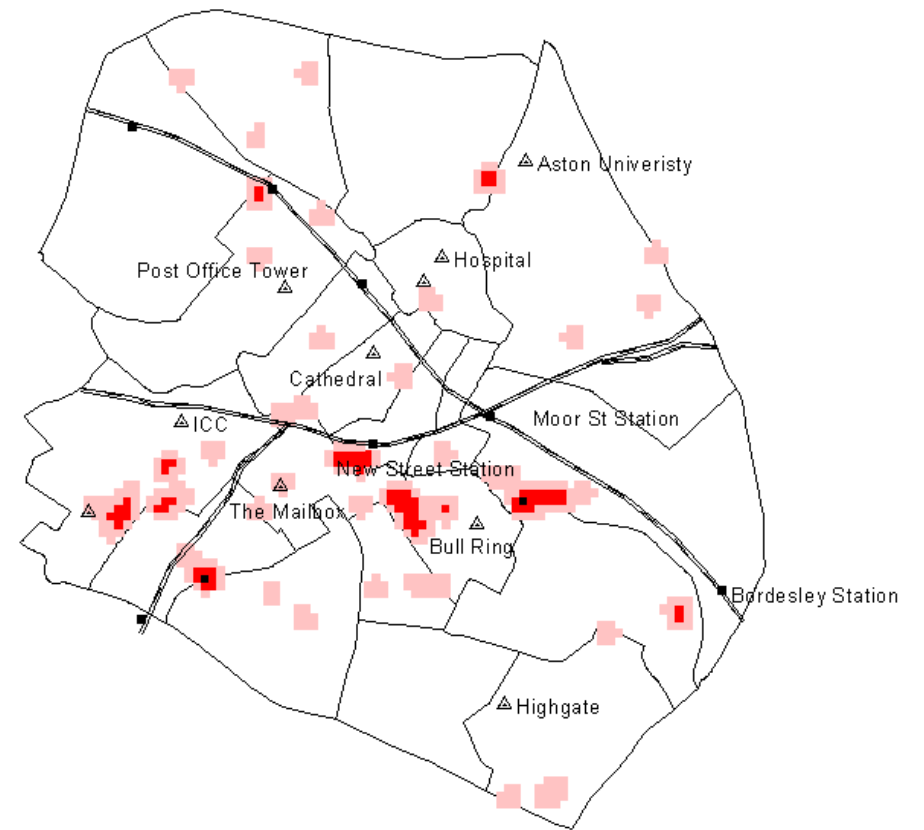 Aston Univeristy
Hospital
Post Office Tower
Cathedral
ICC
Moor St Station
New Street Station
The Mailbox
Bull Ring
Bordesley Station
Highgate